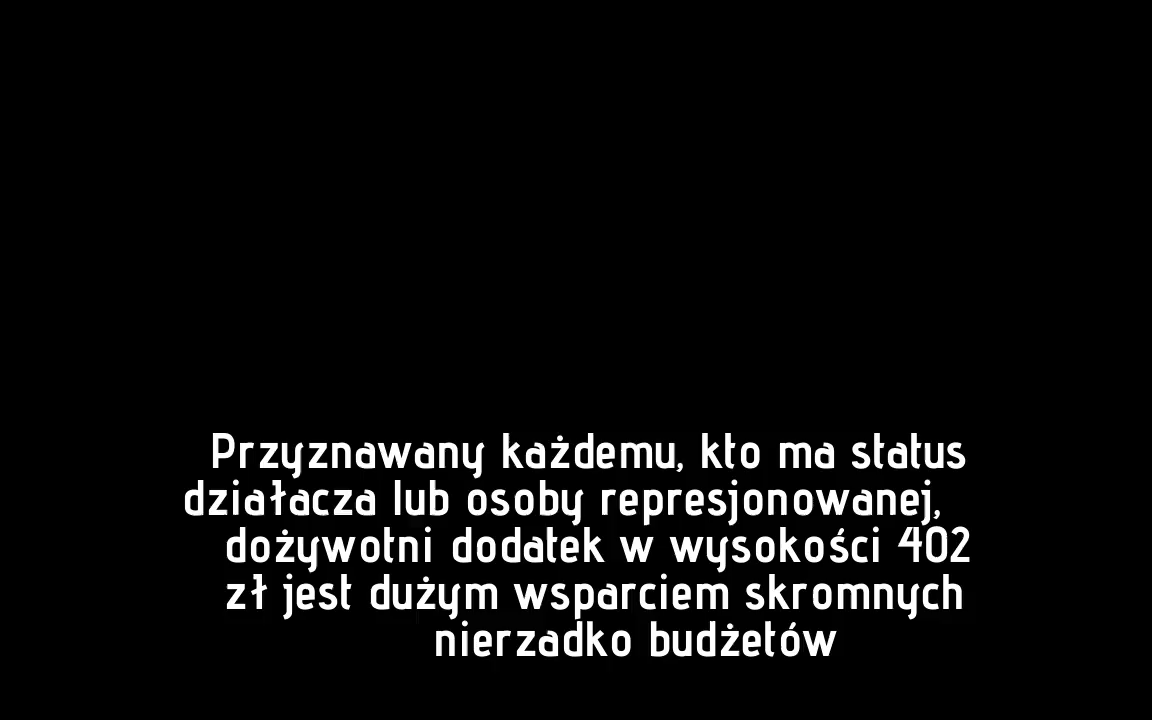 Przyznawany każdemu, kto ma status
działacza lub osoby represjonowanej,
dożywotni dodatek w wysokości 402
zł jest dużym wsparciem skromnych
nierzadko budżetów